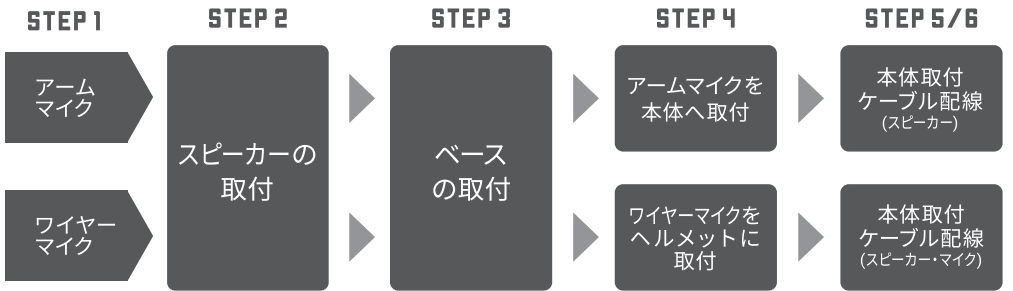 STEP 1
STEP 2
STEP 3
STEP 4
STEP 5/6
アーム
マイク
ワイヤー
マイク
スピーカーの
取付
ベース
の取付
アームマイクを
本体へ取付
ワイヤーマイクを
ヘルメットに
取付
本体取付
ケーブル配線
(スピーカー)
本体取付
ケーブル配線
(スピーカー・マイク)